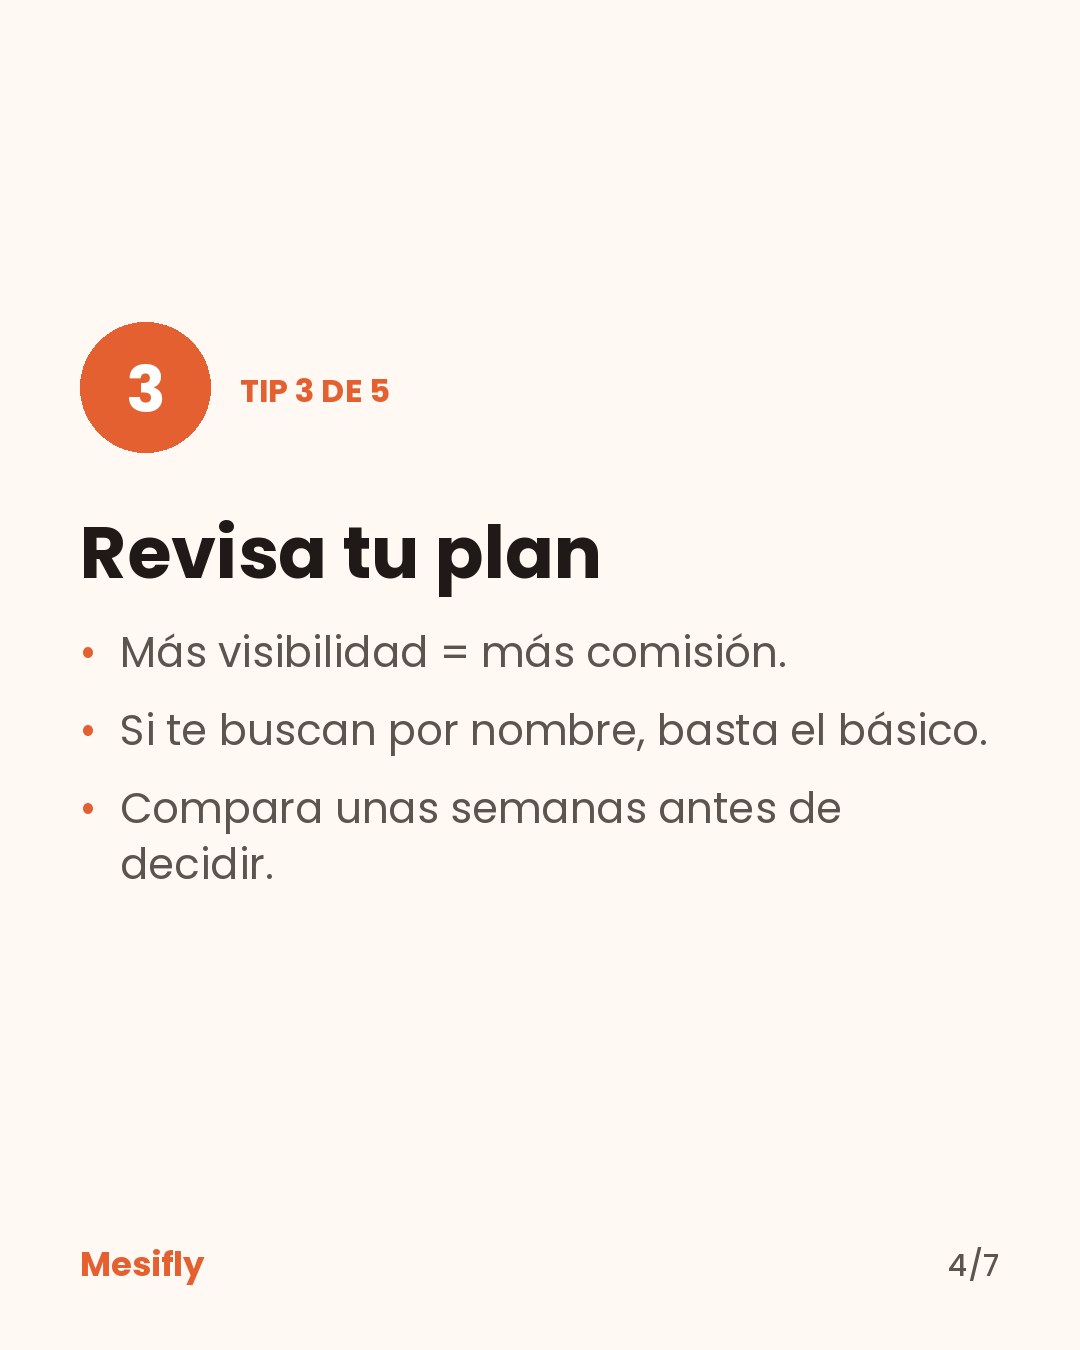 3
TIP 3 DE 5
Revisa tu plan
• Más visibilidad = más comisión.
• Si te buscan por nombre, basta el básico.
• Compara unas semanas antes de
decidir.
Mesifly
4/7